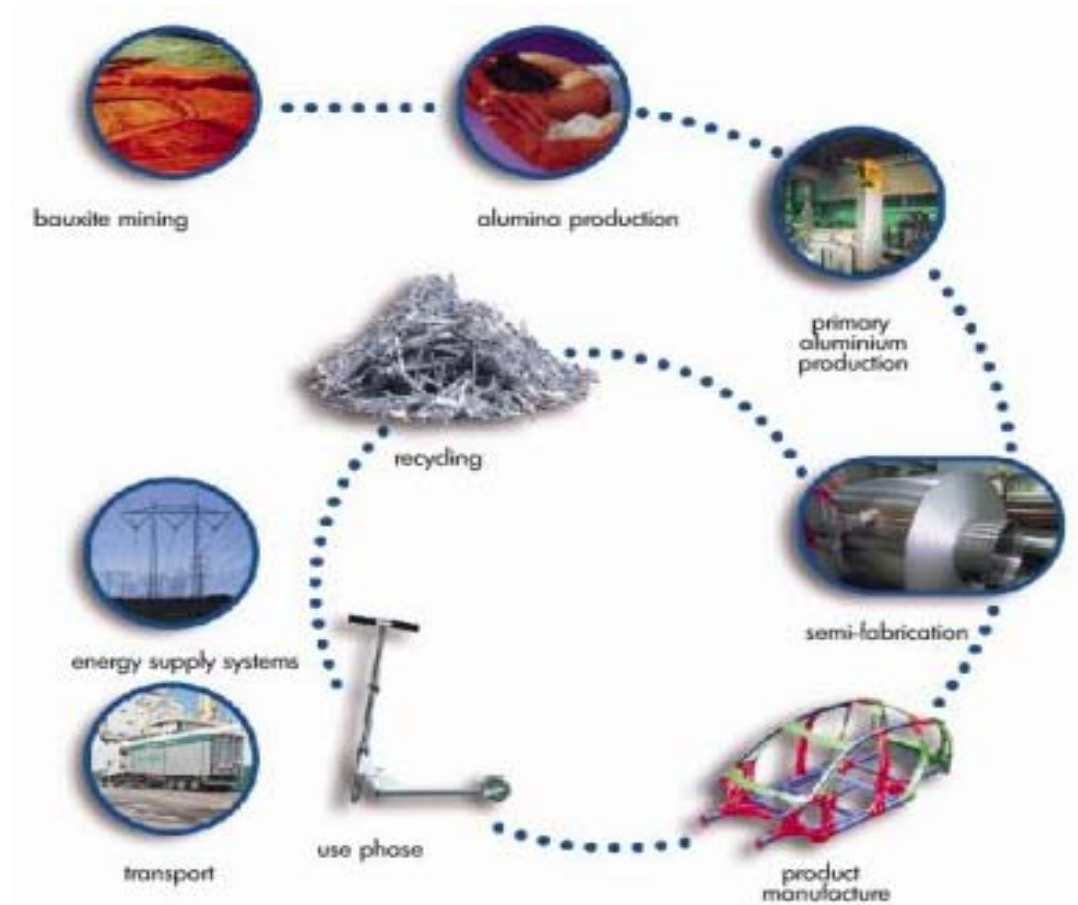 bauxite mining
alumina production
primary
aluminium
production
recycling
semi-fabrication
energy supply systems
use phase
transport
product
manufacture